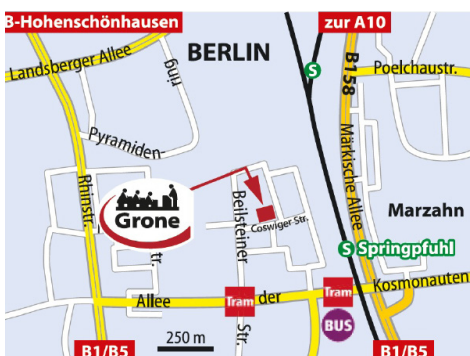 B-Hohenschönhausen
zur A10
Landsberger Allee
ring
BERLIN
S
B158
Poelchaustr.
Pyramiden-
Märkische Allee
Rhinstr.
Grone
Beilsteiner
Coswiger Str.
Marzahn
tr.
S Springpfuhl
Allee
Tram
der
Tram
Kosmonauten
BUS
Str.
B1/B5
250 m
B1/B5